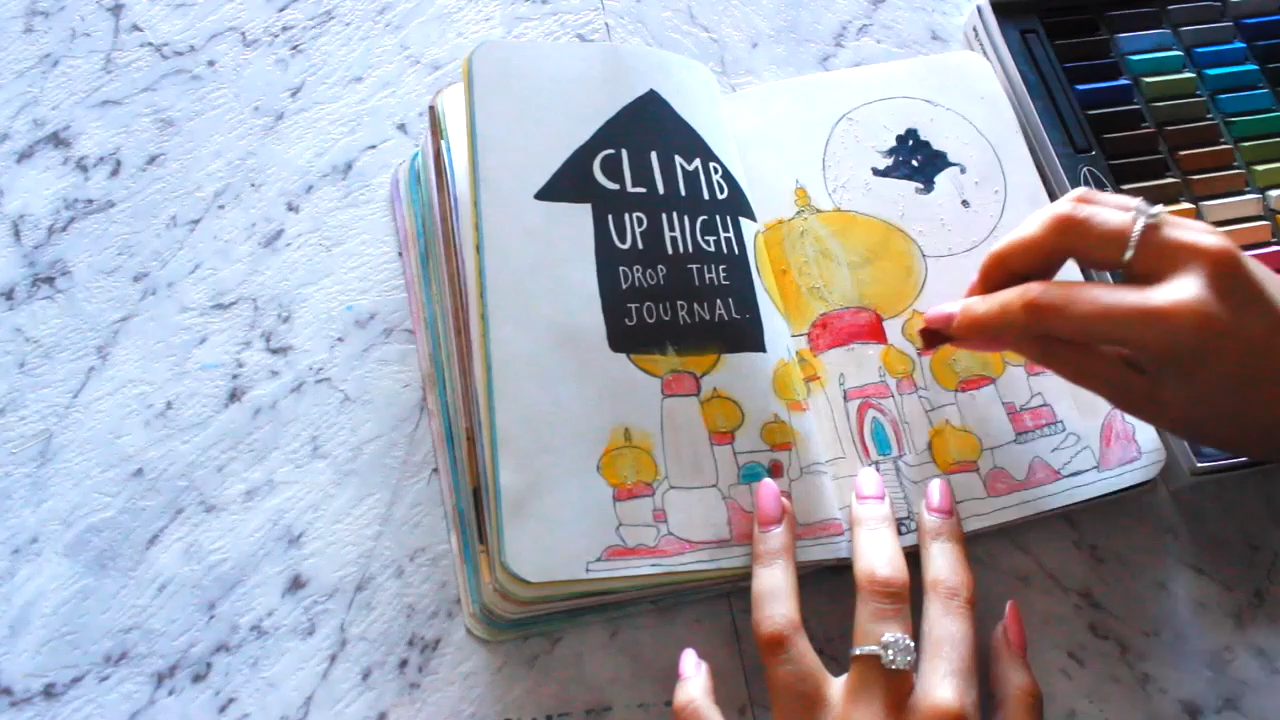 CLIMB
UP HIGH
DROP THE
JOURNAL.